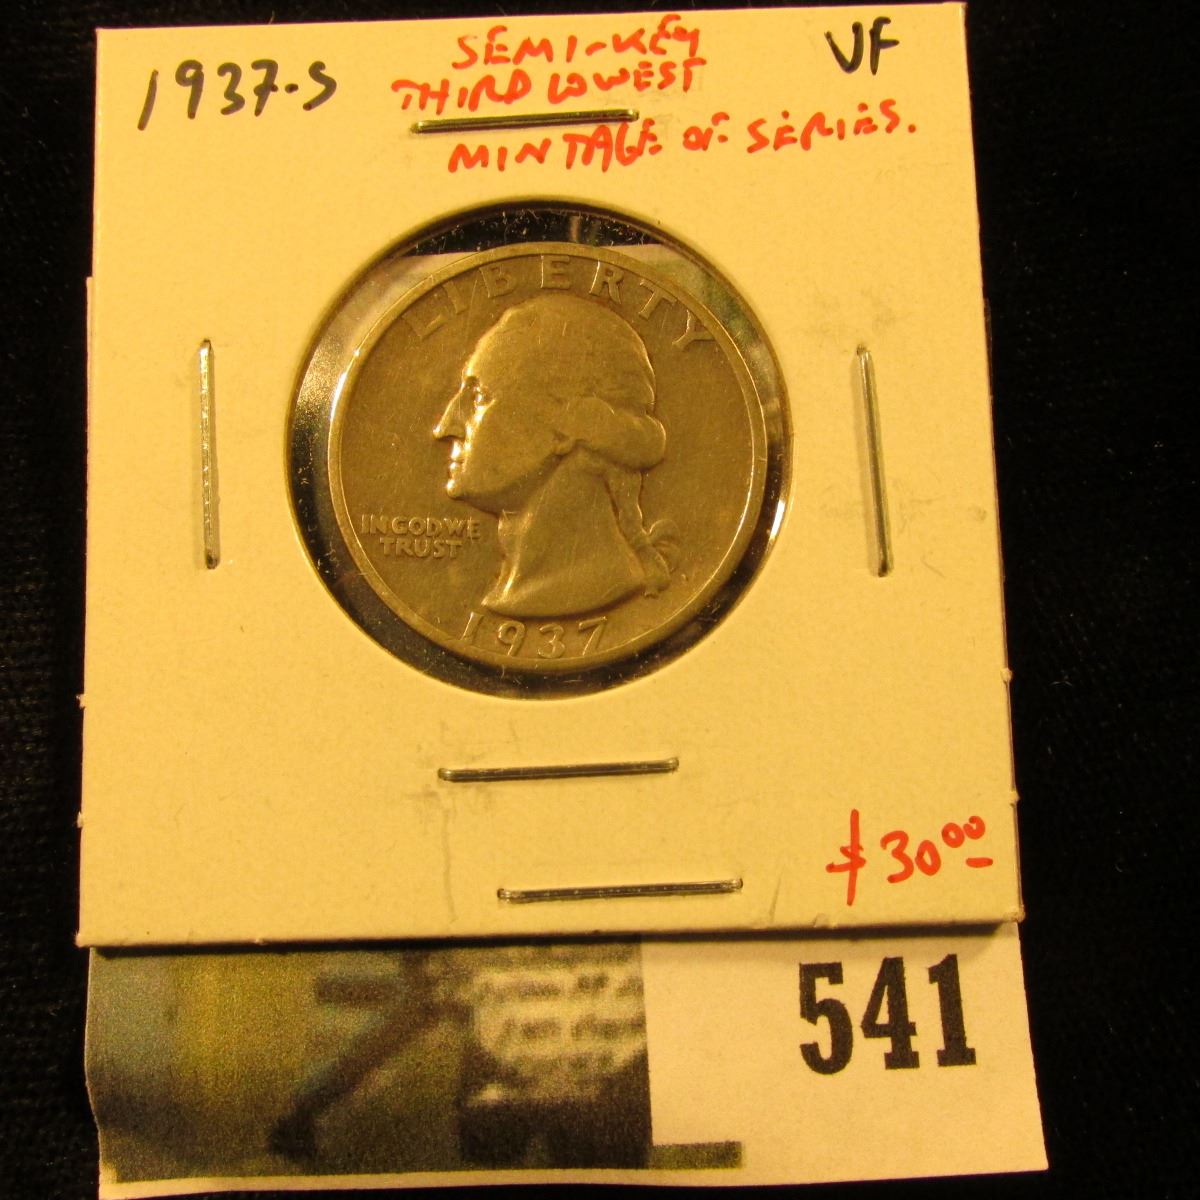 1937-S
SEMI-KEY
THIRD LOWEST
MINTAGE OF SERIES.
VF
LIBERTY
IN GOD WE
TRUST
1937
$30.00
541